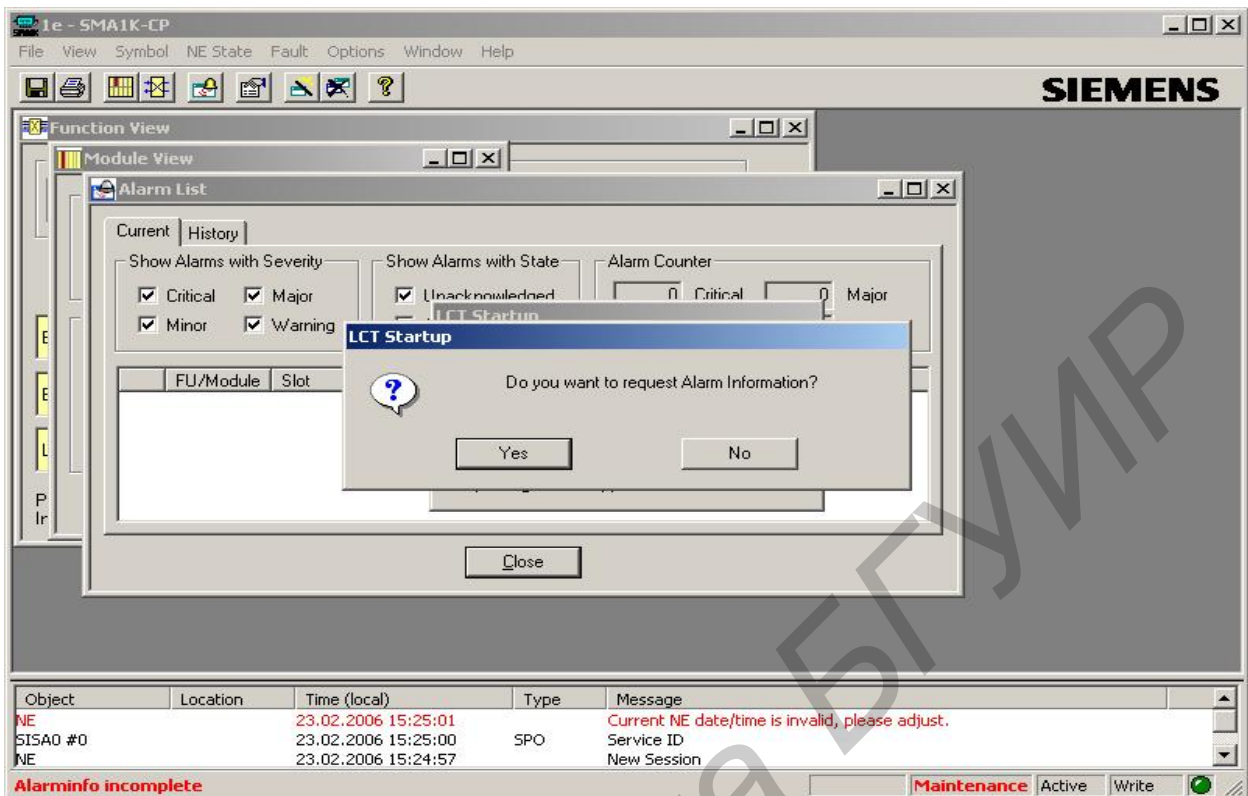 1e - SMA1K-CP
File View Symbol NE State Fault Options Window Help
SIEMENS
Function View
Module View
Alarm List
Current History
Show Alarms with Severity Show Alarms with State Alarm Counter
Critical Major Unacknowledged 0 Critical 0 Major
Minor Warning
LCT Startup
LCT Startup
FU/Module Slot
Do you want to request Alarm Information?
Yes No
Close
Object Location Time (local) Type Message
NE 23.02.2006 15:25:01 Current NE date/time is invalid, please adjust.
SISA0 #0 23.02.2006 15:25:00 SPO Service ID
NE 23.02.2006 15:24:57 New Session
Alarminfo incomplete Maintenance Active Write
БГУИР